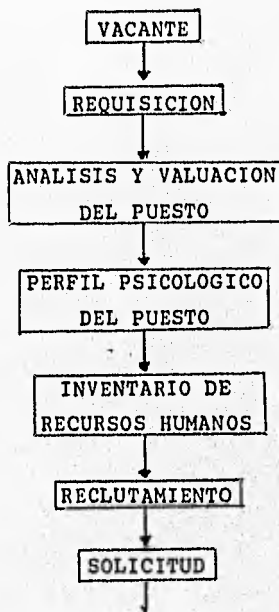 VACANTE
REQUISICION
ANALISIS Y VALUACION
DEL PUESTO
PERFIL PSICOLOGICO
DEL PUESTO
INVENTARIO DE
RECURSOS HUMANOS
RECLUTAMIENTO
SOLICITUD